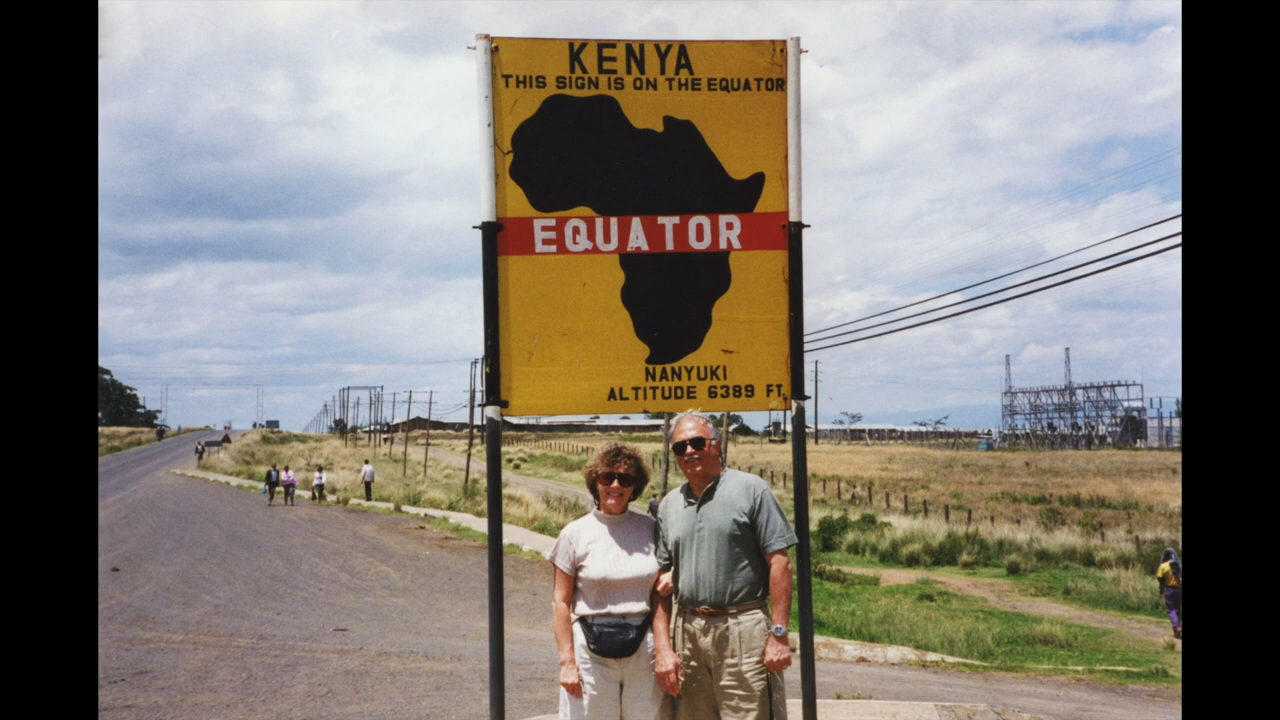 KENYA
THIS SIGN IS ON THE EQUATOR
EQUATOR
NANYUKI
ALTITUDE 6389 FT.